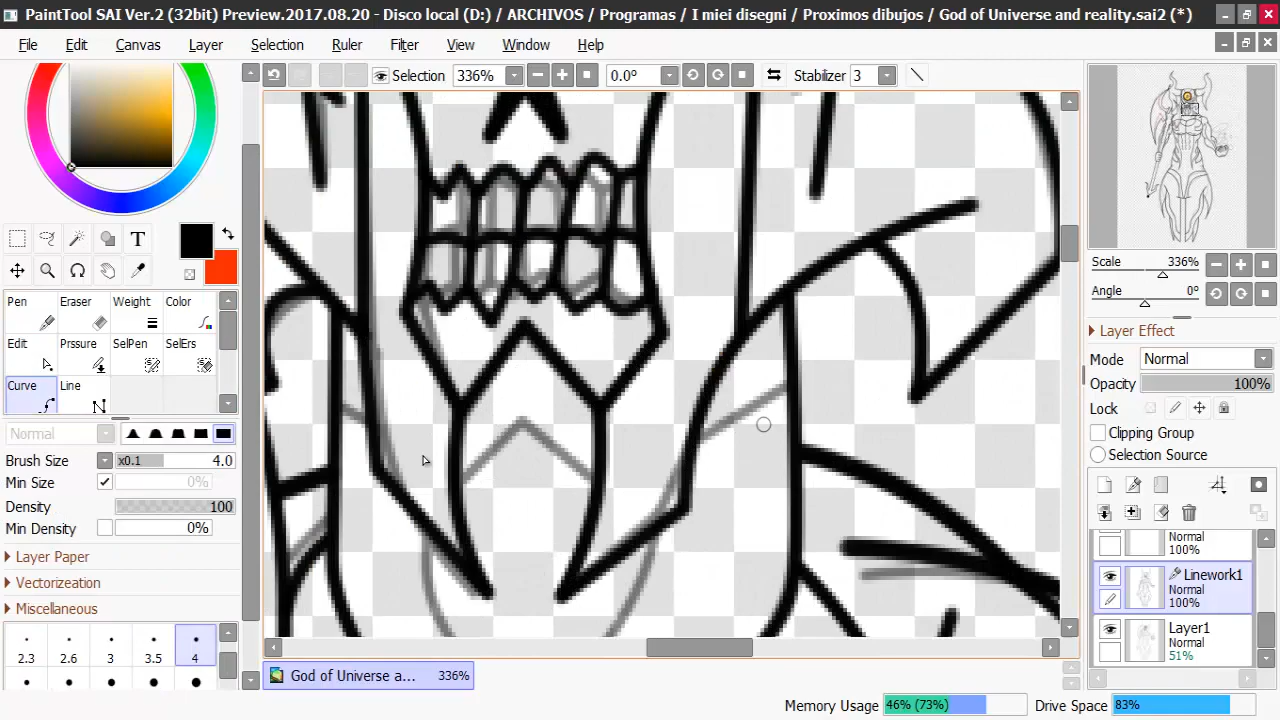 PaintTool SAI Ver.2 (32bit) Preview.2017.08.20 - Disco local (D:) / ARCHIVOS / Programas / I miei disegni / Proximos dibujos / God of Universe and reality.sai2 (*)
File Edit Canvas Layer Selection Ruler Filter View Window Help
Selection 336% 0.0° Stabilizer 3
T
Pen Eraser Weight Color
Edit Prssure SelPen SelErs
Curve Line
Normal
Brush Size x0.1 4.0
Min Size 0%
Density 100
Min Density 0%
Layer Paper
Vectorization
Miscellaneous
2.3 2.6 3 3.5 4
God of Universe a... 336%
Scale 336%
Angle 0°
Layer Effect
Mode Normal
Opacity 100%
Lock
Clipping Group
Selection Source
Normal
100%
Linework1
Normal
100%
Layer1
Normal
51%
Memory Usage 46% (73%) Drive Space 83%